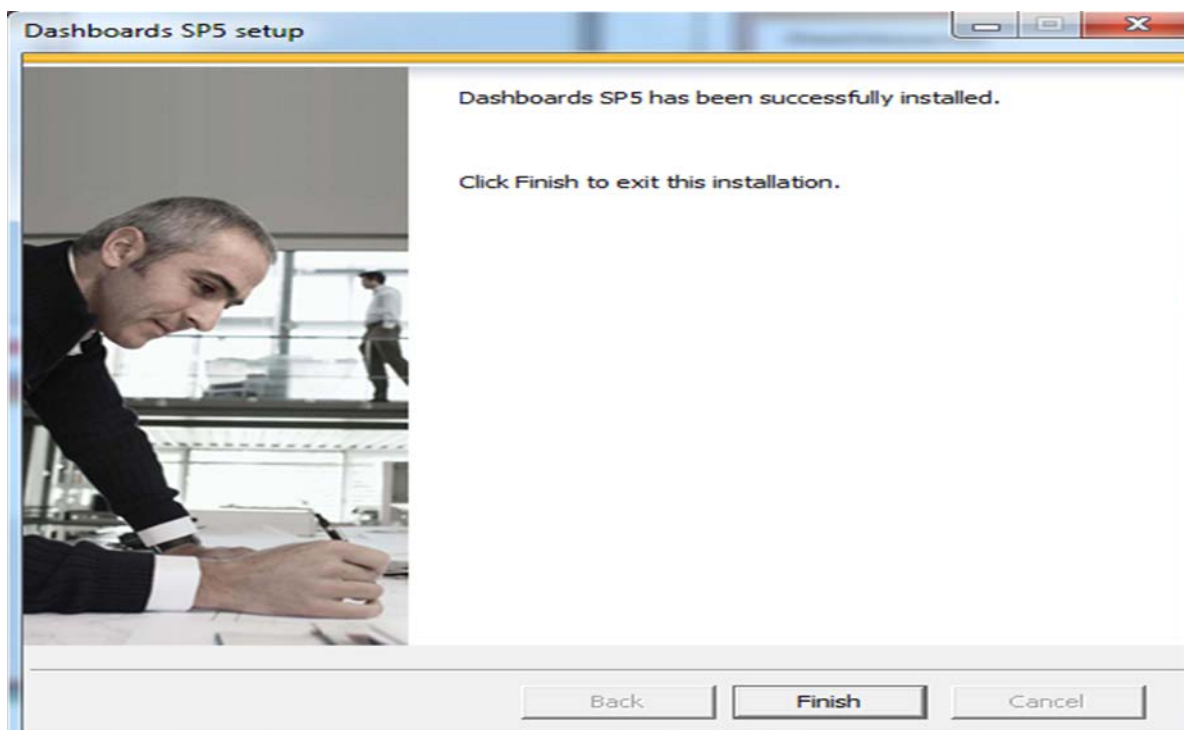 Dashboards SP5 setup
Dashboards SP5 has been successfully installed.
Click Finish to exit this installation.
Back Finish Cancel